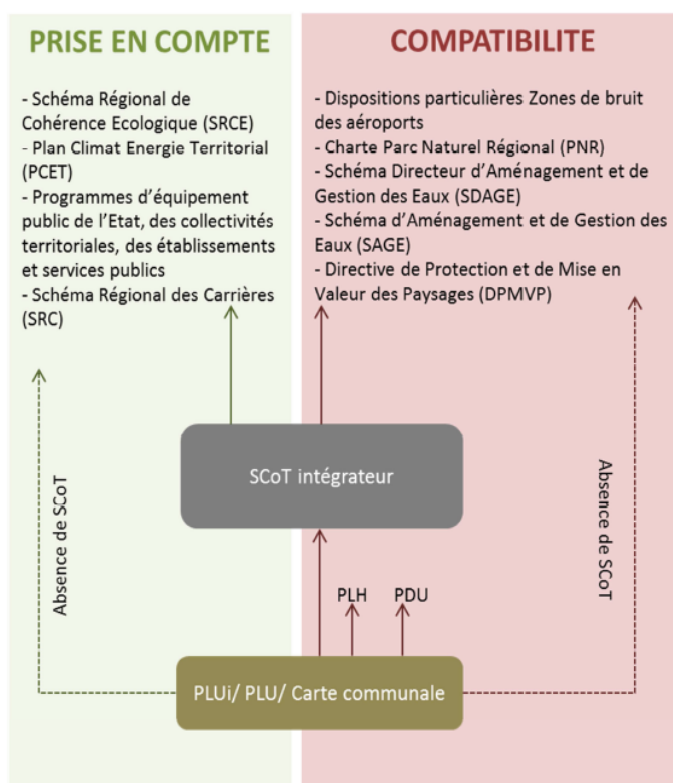 PRISE EN COMPTE
- Schéma Régional de
Cohérence Ecologique (SRCE)
- Plan Climat Energie Territorial
(PCET)
- Programmes d'équipement
public de l'Etat, des collectivités
territoriales, des établissements
et services publics
- Schéma Régional des Carrières
(SRC)
COMPATIBILITE
- Dispositions particulières Zones de bruit
des aéroports
- Charte Parc Naturel Régional (PNR)
- Schéma Directeur d'Aménagement et de
Gestion des Eaux (SDAGE)
- Schéma d'Aménagement et de Gestion des
Eaux (SAGE)
- Directive de Protection et de Mise en
Valeur des Paysages (DPMVP)
SCoT intégrateur
Absence de SCoT
Absence de SCoT
PLH
PDU
PLUi/ PLU/ Carte communale